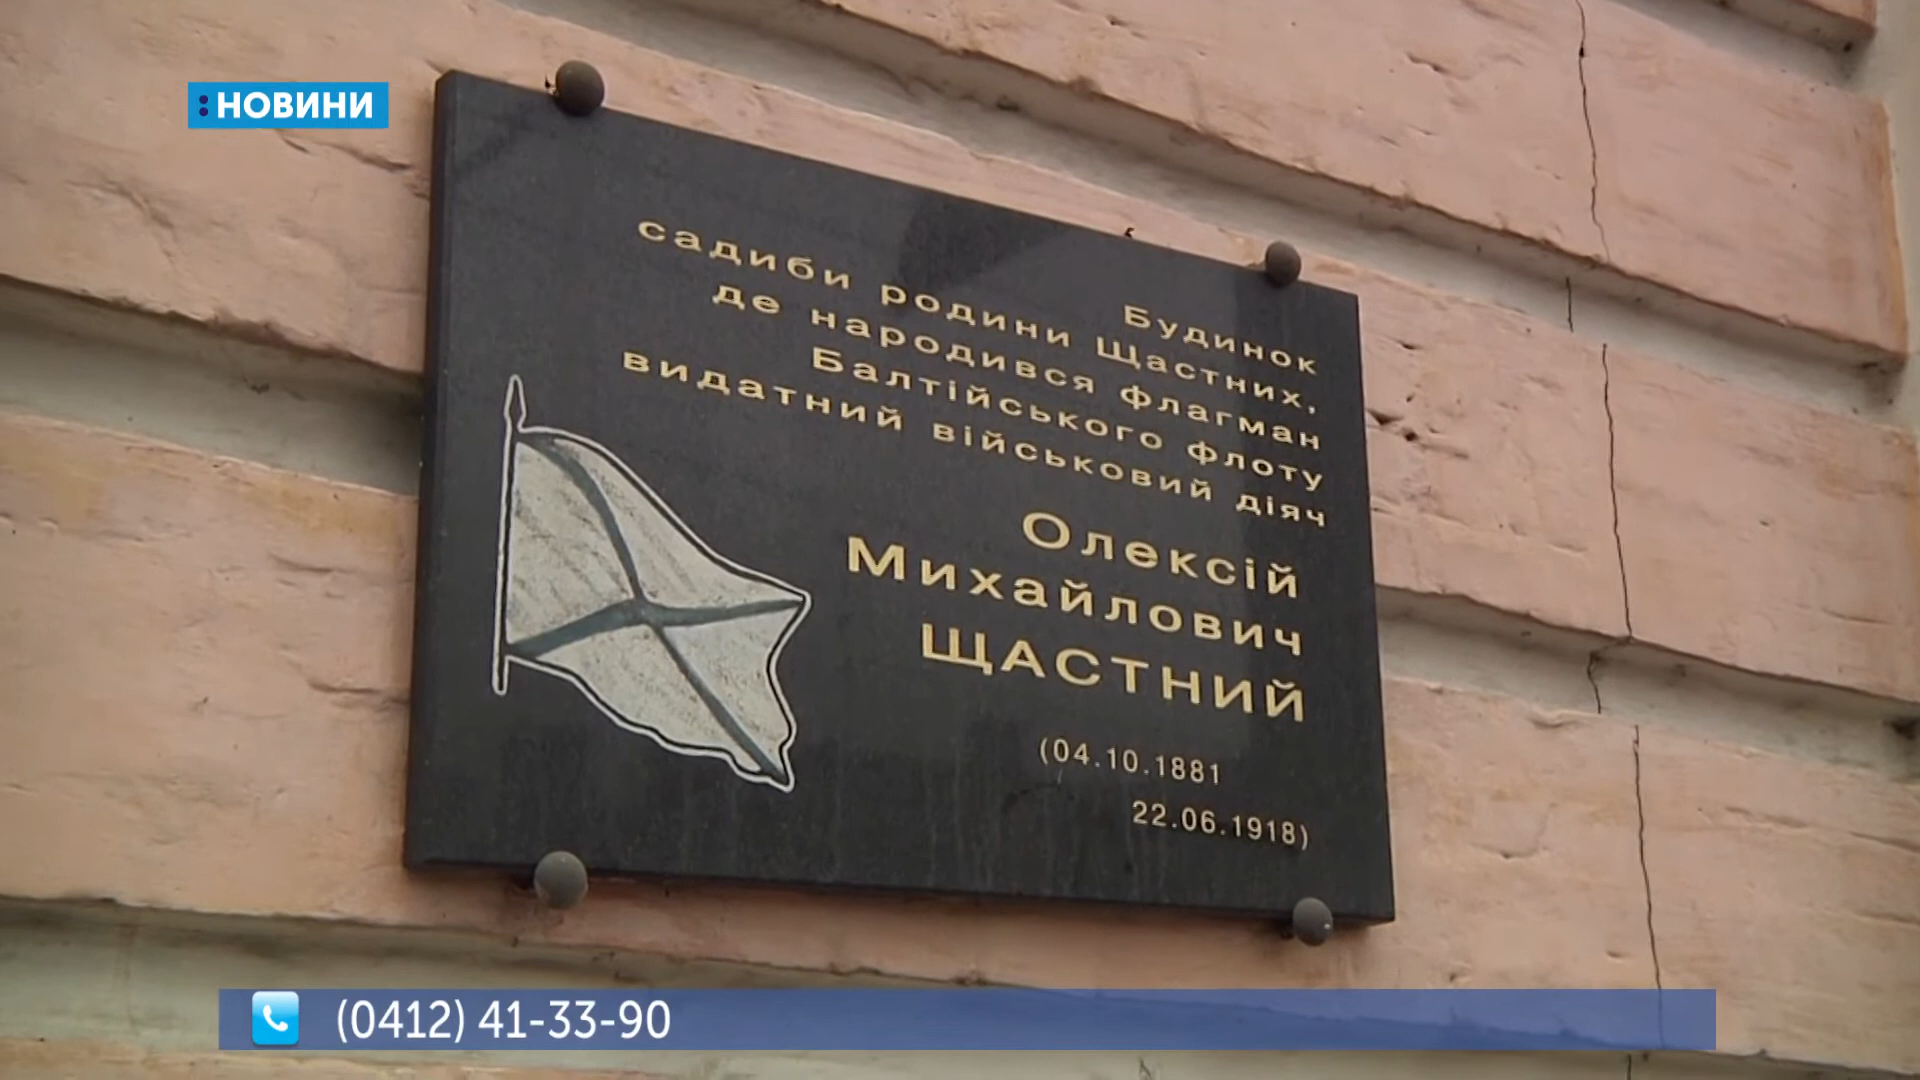 :НОВИНИ
Будинок
садиби родини Щастних,
де народився флагман
Балтійського флоту
видатний військовий діяч
Олексій
Михайлович
ЩАСТНИЙ
(04.10.1881
22.06.1918)
(0412) 41-33-90